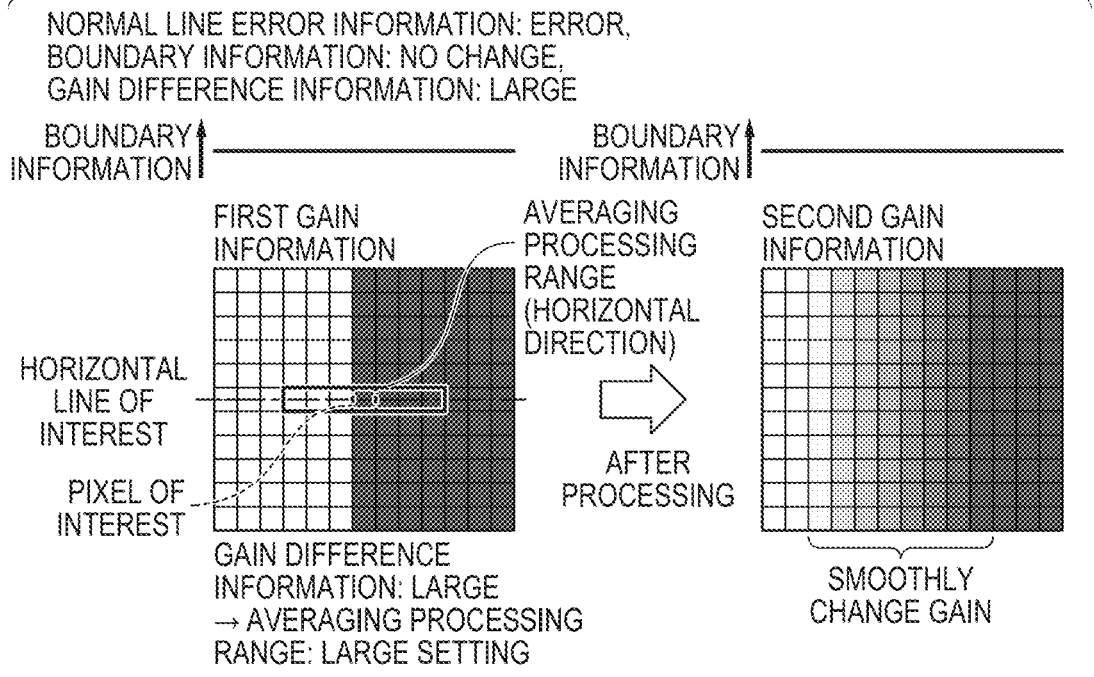 NORMAL LINE ERROR INFORMATION: ERROR,
BOUNDARY INFORMATION: NO CHANGE,
GAIN DIFFERENCE INFORMATION: LARGE
BOUNDARY
INFORMATION
BOUNDARY
INFORMATION
FIRST GAIN
INFORMATION
AVERAGING
PROCESSING
RANGE
(HORIZONTAL
DIRECTION)
SECOND GAIN
INFORMATION
HORIZONTAL
LINE OF
INTEREST
PIXEL OF
INTEREST
AFTER
PROCESSING
GAIN DIFFERENCE
INFORMATION: LARGE
→ AVERAGING PROCESSING
RANGE: LARGE SETTING
SMOOTHLY
CHANGE GAIN